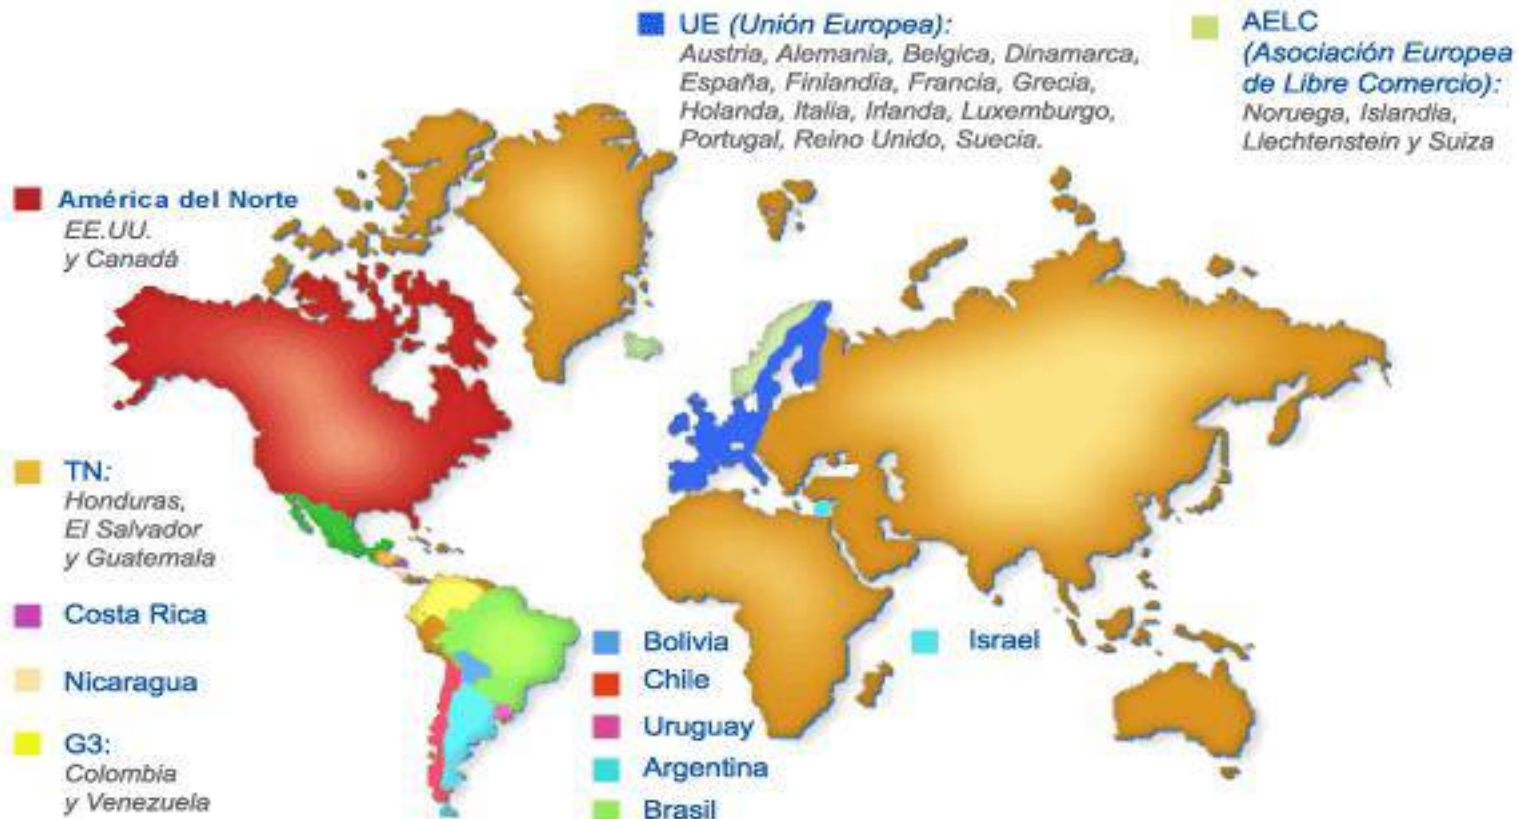 UE (Unión Europea):
Austria, Alemania, Belgica, Dinamarca,
España, Finlandia, Francia, Grecia,
Holanda, Italia, Irlanda, Luxemburgo,
Portugal, Reino Unido, Suecia.
AELC
(Asociación Europea
de Libre Comercio):
Noruega, Islandia,
Liechtenstein y Suiza
América del Norte
EE.UU.
y Canadá
TN:
Honduras,
El Salvador
y Guatemala
Costa Rica
Nicaragua
G3:
Colombia
y Venezuela
Bolivia
Chile
Uruguay
Argentina
Brasil
Israel